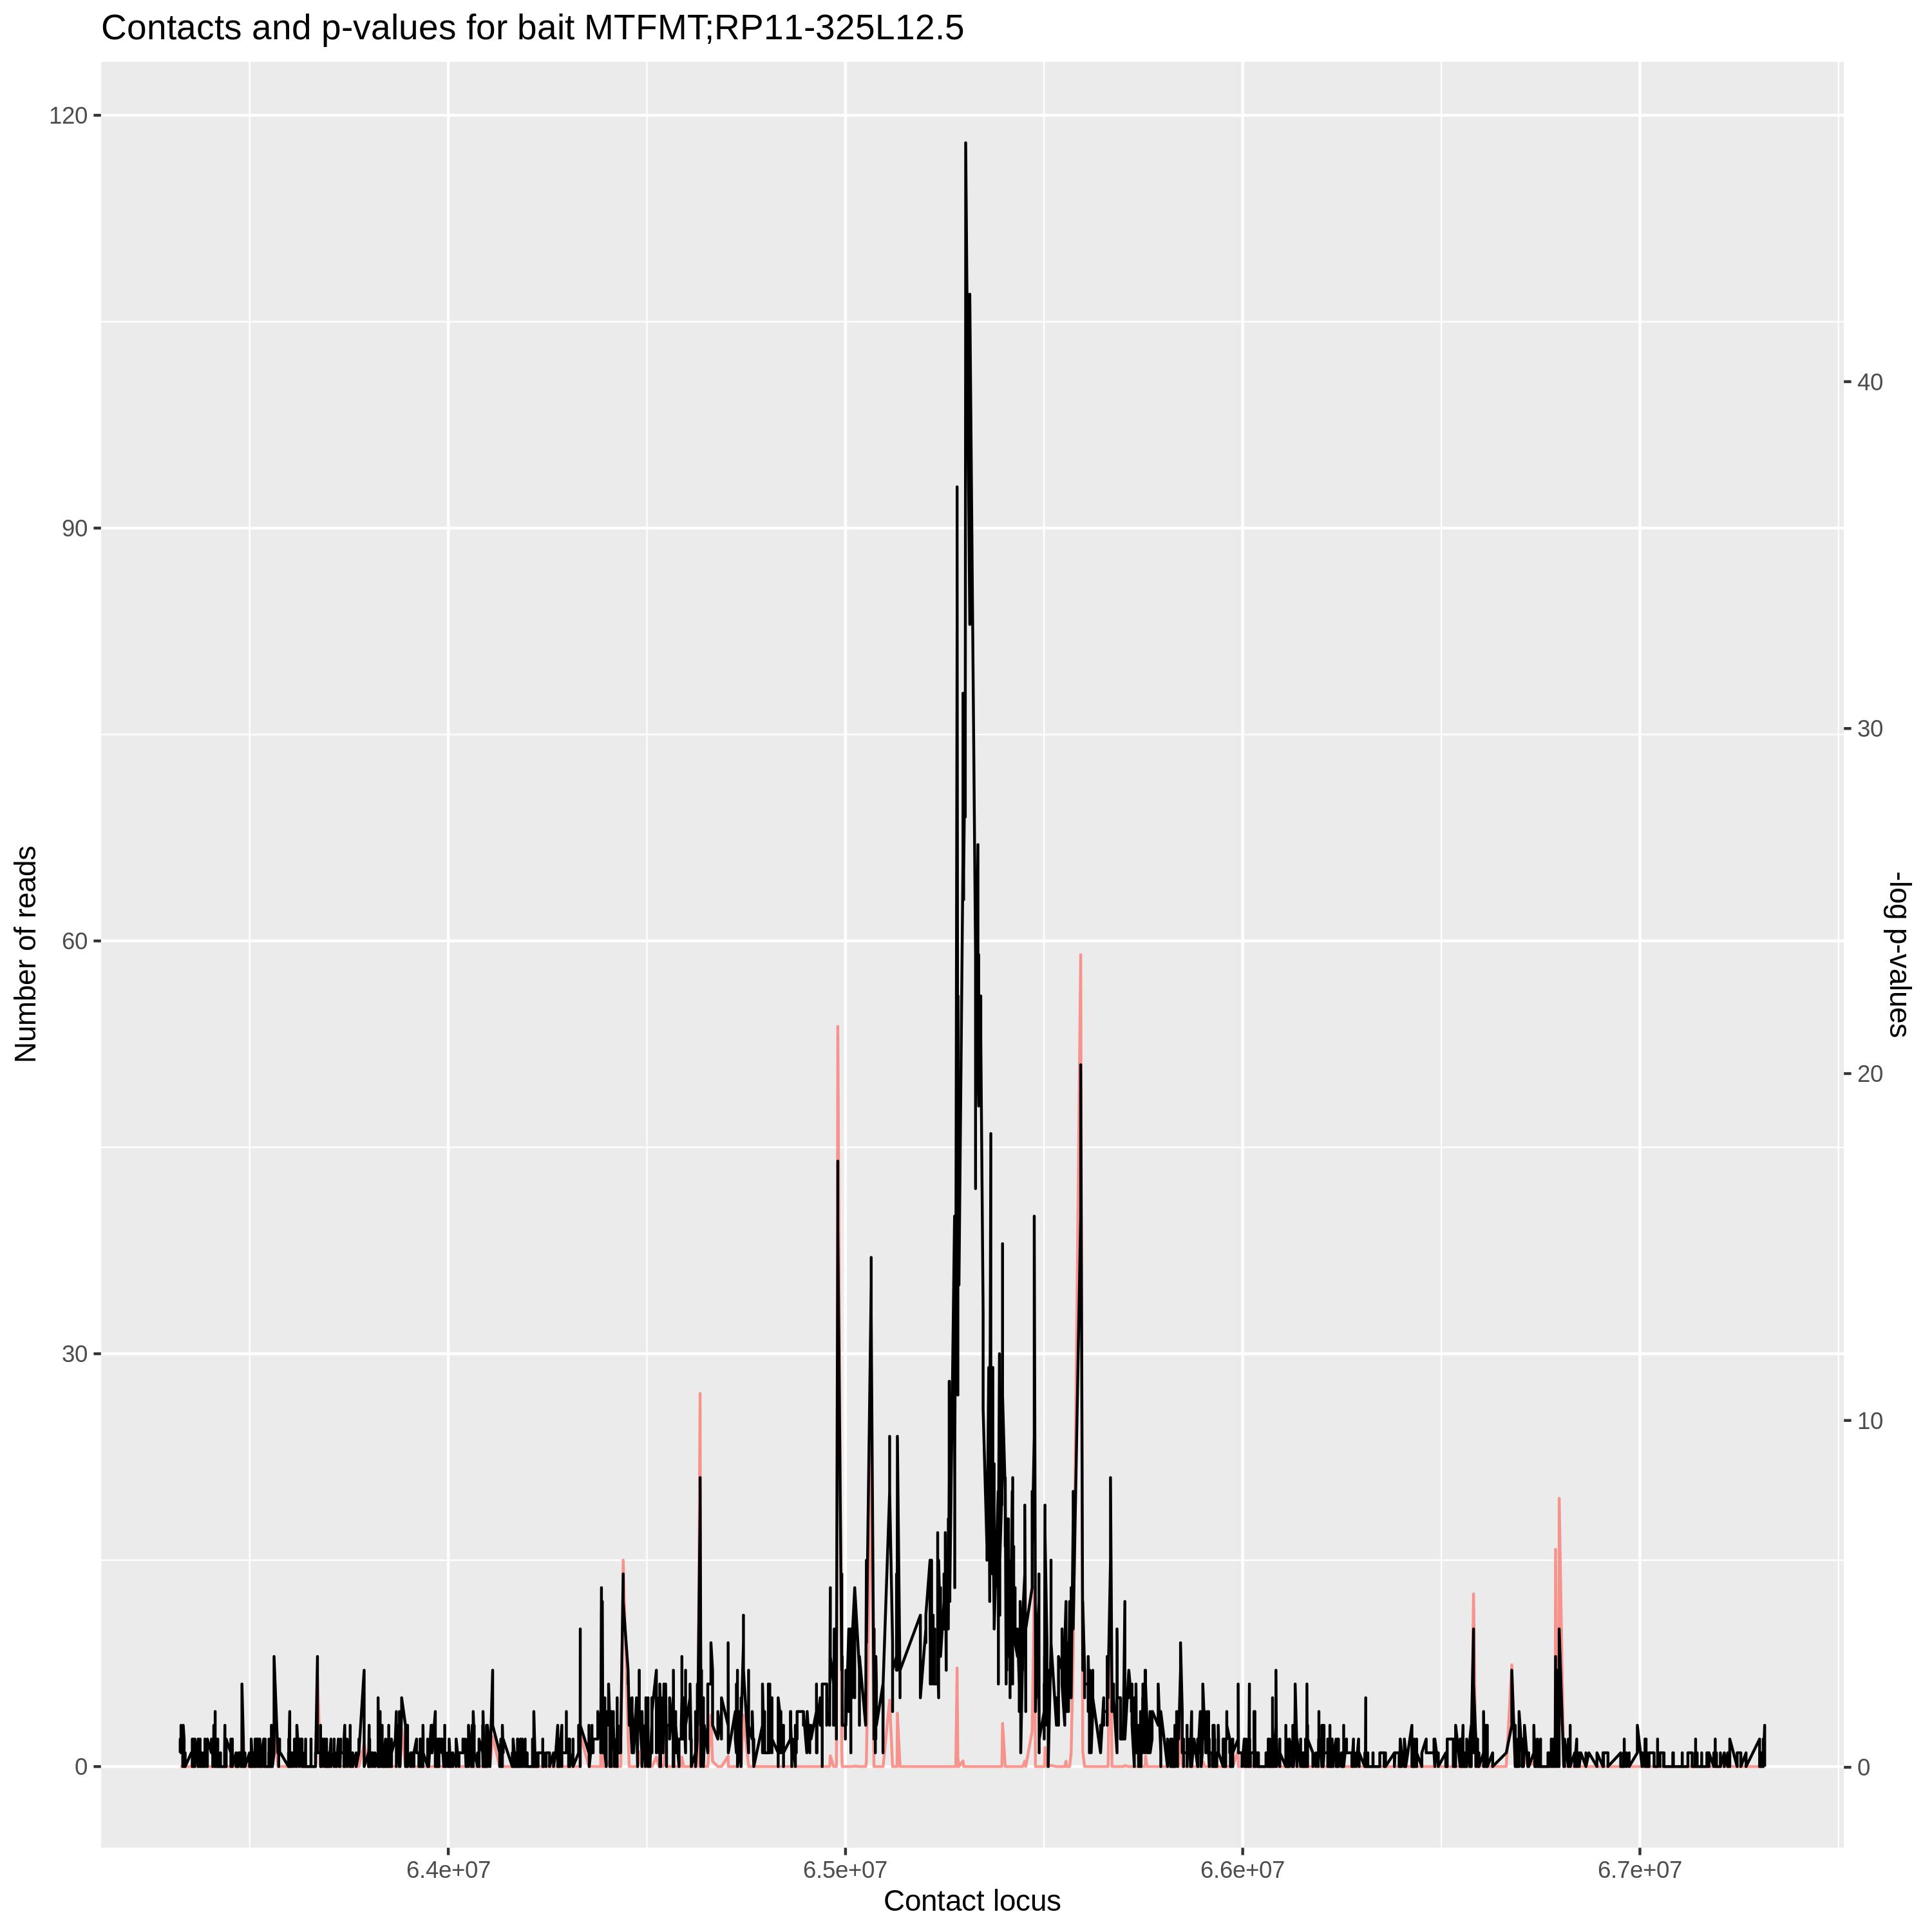 Contacts and p-values for bait MTFMT;RP11-325L12.5
120
90
60
30
0
Number of reads
40
30
20
10
0
-log p-values
6.4e+07
6.5e+07
6.6e+07
6.7e+07
Contact locus